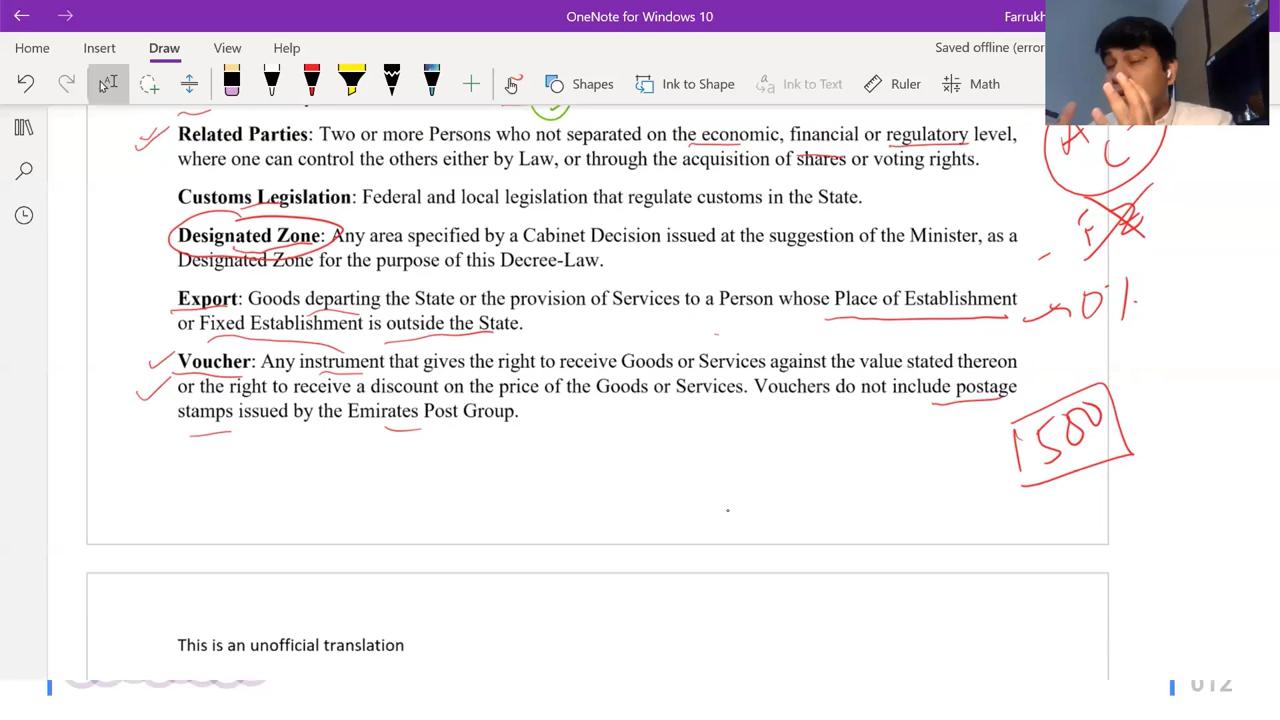 OneNote for Windows 10
Farrukh
Home Insert Draw View Help
Saved offline (error
Shapes Ink to Shape Ink to Text Ruler Math
Related Parties: Two or more Persons who not separated on the economic, financial or regulatory level,
where one can control the others either by Law, or through the acquisition of shares or voting rights.
A C
Customs Legislation: Federal and local legislation that regulate customs in the State.
Designated Zone: Any area specified by a Cabinet Decision issued at the suggestion of the Minister, as a
Designated Zone for the purpose of this Decree-Law.
Export: Goods departing the State or the provision of Services to a Person whose Place of Establishment
0%
or Fixed Establishment is outside the State.
Voucher: Any instrument that gives the right to receive Goods or Services against the value stated thereon
or the right to receive a discount on the price of the Goods or Services. Vouchers do not include postage
stamps issued by the Emirates Post Group.
500
This is an unofficial translation
012